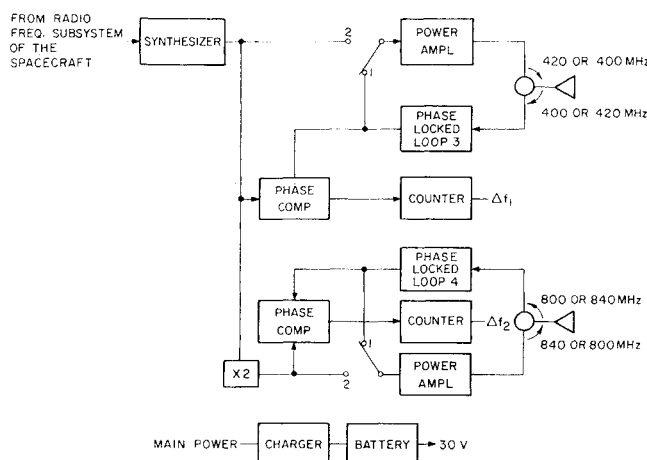 FROM RADIO
FREQ. SUBSYSTEM
OF THE
SPACECRAFT
SYNTHESIZER
2
1
POWER
AMPL
420 OR 400 MHz
400 OR 420 MHz
PHASE
LOCKED
LOOP 3
PHASE
COMP
COUNTER
Δf₁
PHASE
LOCKED
LOOP 4
800 OR 840 MHz
840 OR 800 MHz
PHASE
COMP
COUNTER
Δf₂
1
2
X2
POWER
AMPL
MAIN POWER
CHARGER
BATTERY
30 V